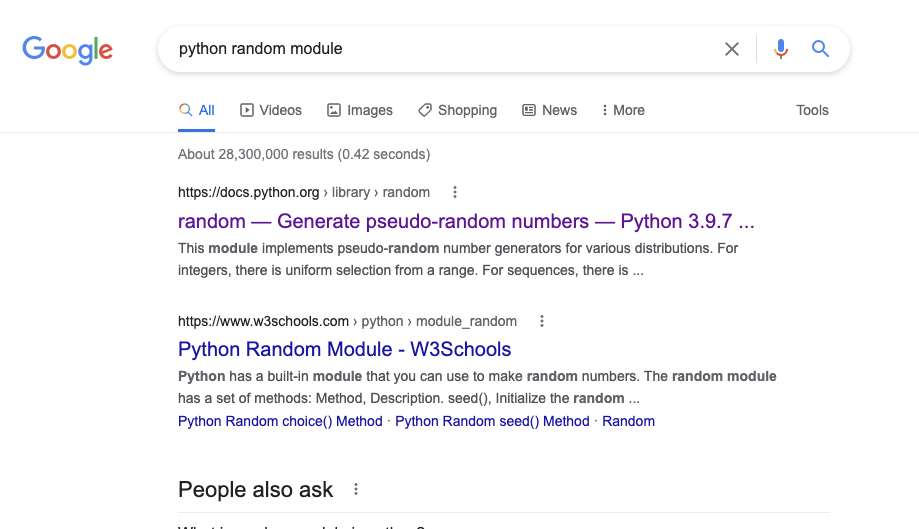 Google
python random module
All Videos Images Shopping News More Tools
About 28,300,000 results (0.42 seconds)
https://docs.python.org › library › random
random — Generate pseudo-random numbers — Python 3.9.7 ...
This module implements pseudo-random number generators for various distributions. For
integers, there is uniform selection from a range. For sequences, there is ...
https://www.w3schools.com › python › module_random
Python Random Module - W3Schools
Python has a built-in module that you can use to make random numbers. The random module
has a set of methods: Method, Description. seed(), Initialize the random ...
Python Random choice() Method · Python Random seed() Method · Random
People also ask